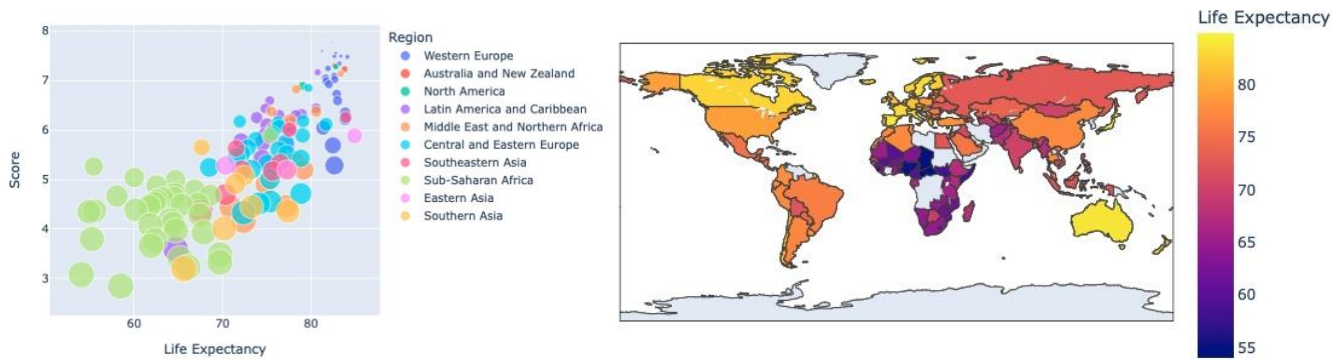 8
7
6
5
4
3
Score
60
70
80
Life Expectancy
Region
Western Europe
Australia and New Zealand
North America
Latin America and Caribbean
Middle East and Northern Africa
Central and Eastern Europe
Southeastern Asia
Sub-Saharan Africa
Eastern Asia
Southern Asia
Life Expectancy
80
75
70
65
60
55